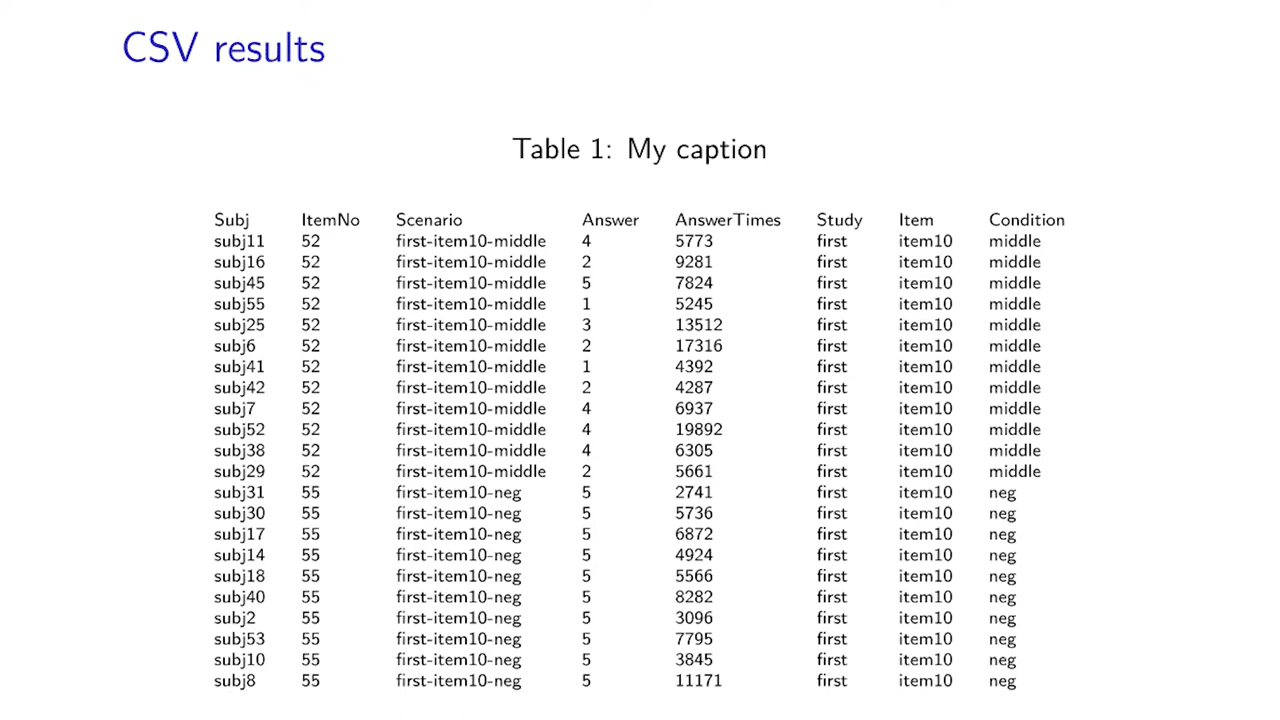 CSV results
Table 1: My caption
Subj ItemNo Scenario Answer AnswerTimes Study Item Condition
subj11 52 first-item10-middle 4 5773 first item10 middle
subj16 52 first-item10-middle 2 9281 first item10 middle
subj45 52 first-item10-middle 5 7824 first item10 middle
subj55 52 first-item10-middle 1 5245 first item10 middle
subj25 52 first-item10-middle 3 13512 first item10 middle
subj6 52 first-item10-middle 2 17316 first item10 middle
subj41 52 first-item10-middle 1 4392 first item10 middle
subj42 52 first-item10-middle 2 4287 first item10 middle
subj7 52 first-item10-middle 4 6937 first item10 middle
subj52 52 first-item10-middle 4 19892 first item10 middle
subj38 52 first-item10-middle 4 6305 first item10 middle
subj29 52 first-item10-middle 2 5661 first item10 middle
subj31 55 first-item10-neg 5 2741 first item10 neg
subj30 55 first-item10-neg 5 5736 first item10 neg
subj17 55 first-item10-neg 5 6872 first item10 neg
subj14 55 first-item10-neg 5 4924 first item10 neg
subj18 55 first-item10-neg 5 5566 first item10 neg
subj40 55 first-item10-neg 5 8282 first item10 neg
subj2 55 first-item10-neg 5 3096 first item10 neg
subj53 55 first-item10-neg 5 7795 first item10 neg
subj10 55 first-item10-neg 5 3845 first item10 neg
subj8 55 first-item10-neg 5 11171 first item10 neg